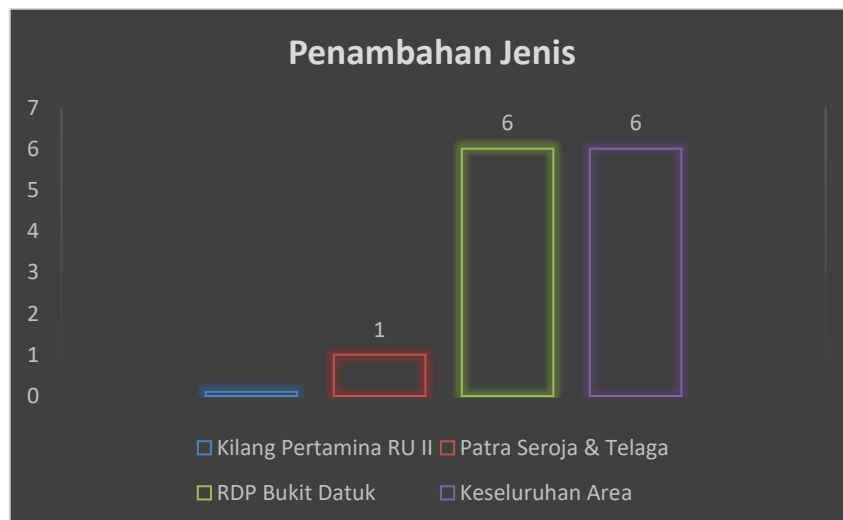 Penambahan Jenis
7
6
5
4
3
2
1
0
1
6
6
Kilang Pertamina RU II
Patra Seroja & Telaga
RDP Bukit Datuk
Keseluruhan Area